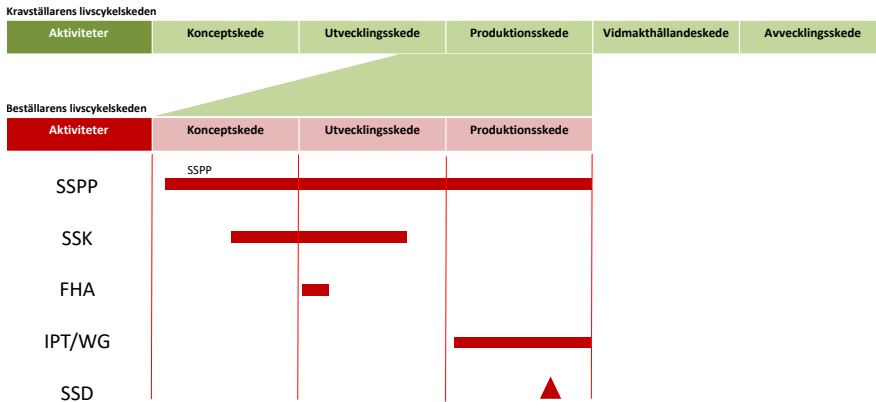 Kravställarens livscykelskeden
Aktiviteter Konceptskede Utvecklingsskede Produktionsskede Vidmakthållandeskede Avvecklingsskede
Beställarens livscykelskeden
Aktiviteter Konceptskede Utvecklingsskede Produktionsskede
SSPP
SSPP
SSK
FHA
IPT/WG
SSD